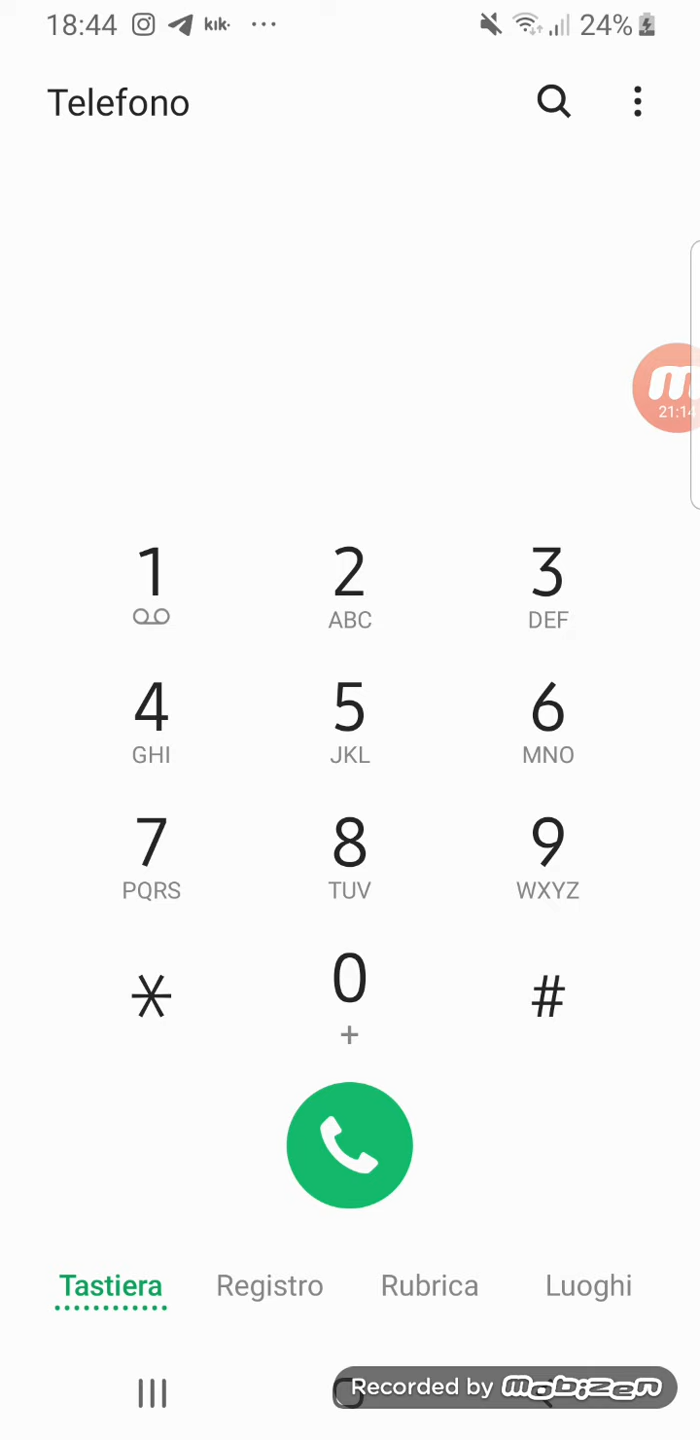 18:44 kik. ... 24%
Telefono
m
21:14
1 2 3
ABC DEF
4 5 6
GHI JKL MNO
7 8 9
PQRS TUV WXYZ
* 0 #
+
Tastiera Registro Rubrica Luoghi
Recorded by mobizen